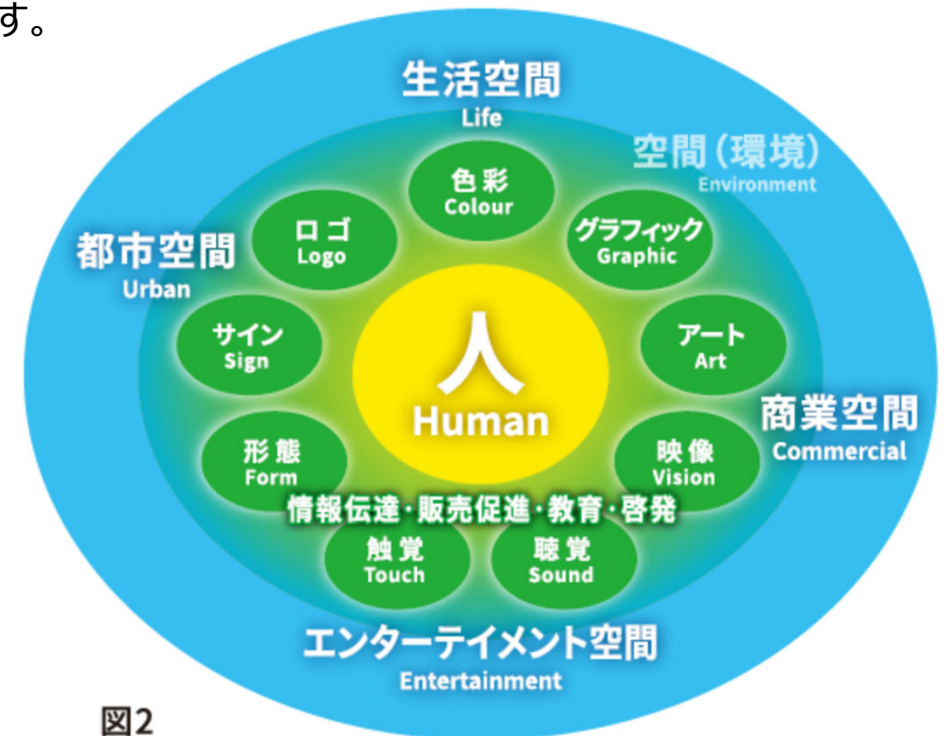 す。
生活空間
Life
空間（環境）
Environment
色彩
Colour
ロゴ
Logo
グラフィック
Graphic
都市空間
Urban
サイン
Sign
人
Human
アート
Art
商業空間
Commercial
形態
Form
映像
Vision
情報伝達・販売促進・教育・啓発
触覚
Touch
聴覚
Sound
エンターテイメント空間
Entertainment
図2